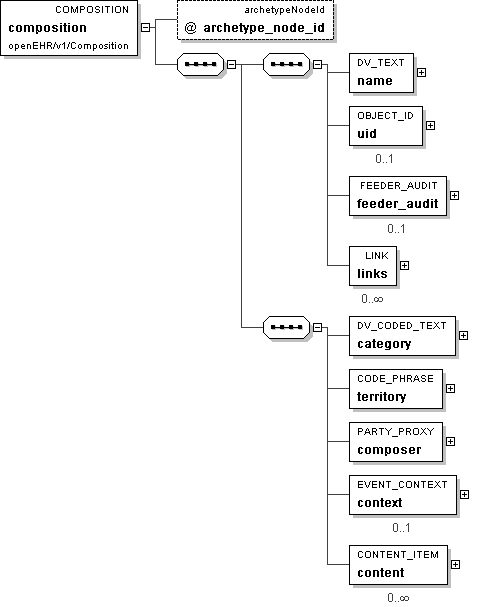 COMPOSITION
composition
openEHR/v1/Composition
archetypeNodeId
@ archetype_node_id
DV_TEXT
name
OBJECT_ID
uid
0..1
FEEDER_AUDIT
feeder_audit
0..1
LINK
links
0..∞
DV_CODED_TEXT
category
CODE_PHRASE
territory
PARTY_PROXY
composer
EVENT_CONTEXT
context
0..1
CONTENT_ITEM
content
0..∞